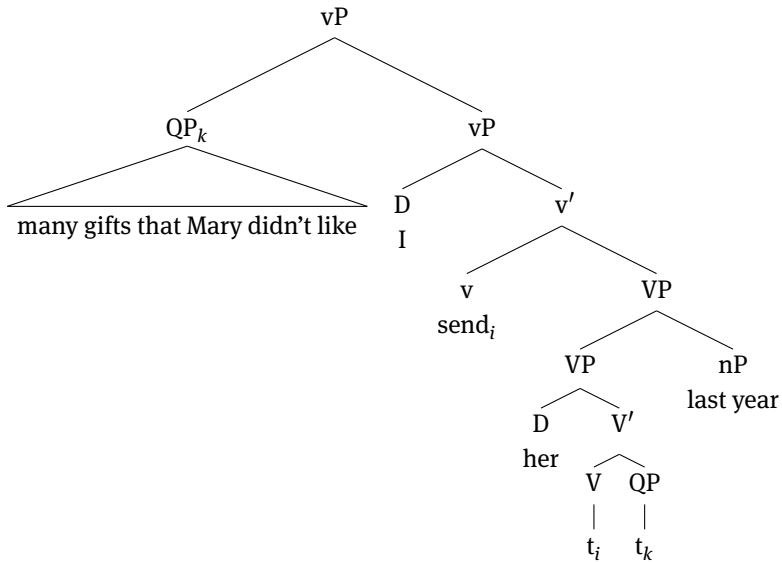 vP
QPₖ vP
many gifts that Mary didn’t like
D v′
I
v VP
sendᵢ
VP nP
last year
D V′
her
V QP
tᵢ tₖ